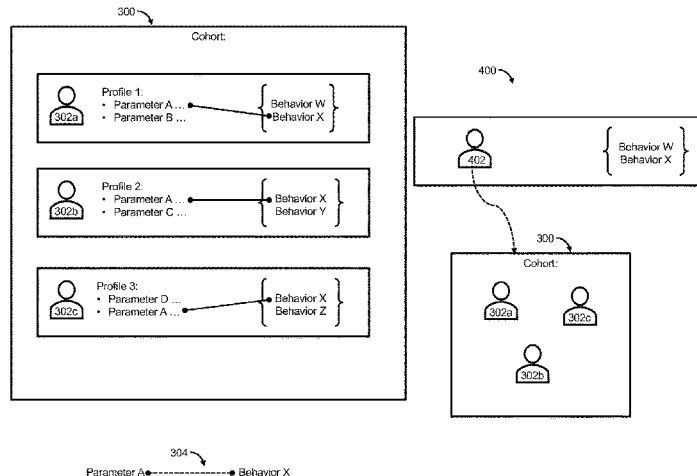 300
Cohort:
302a
Profile 1:
• Parameter A ...
• Parameter B ...
Behavior W
Behavior X
302b
Profile 2:
• Parameter A ...
• Parameter C ...
Behavior X
Behavior Y
302c
Profile 3:
• Parameter D ...
• Parameter A ...
Behavior X
Behavior Z
400
402
Behavior W
Behavior X
300
Cohort:
302a
302c
302b
304
Parameter A
Behavior X